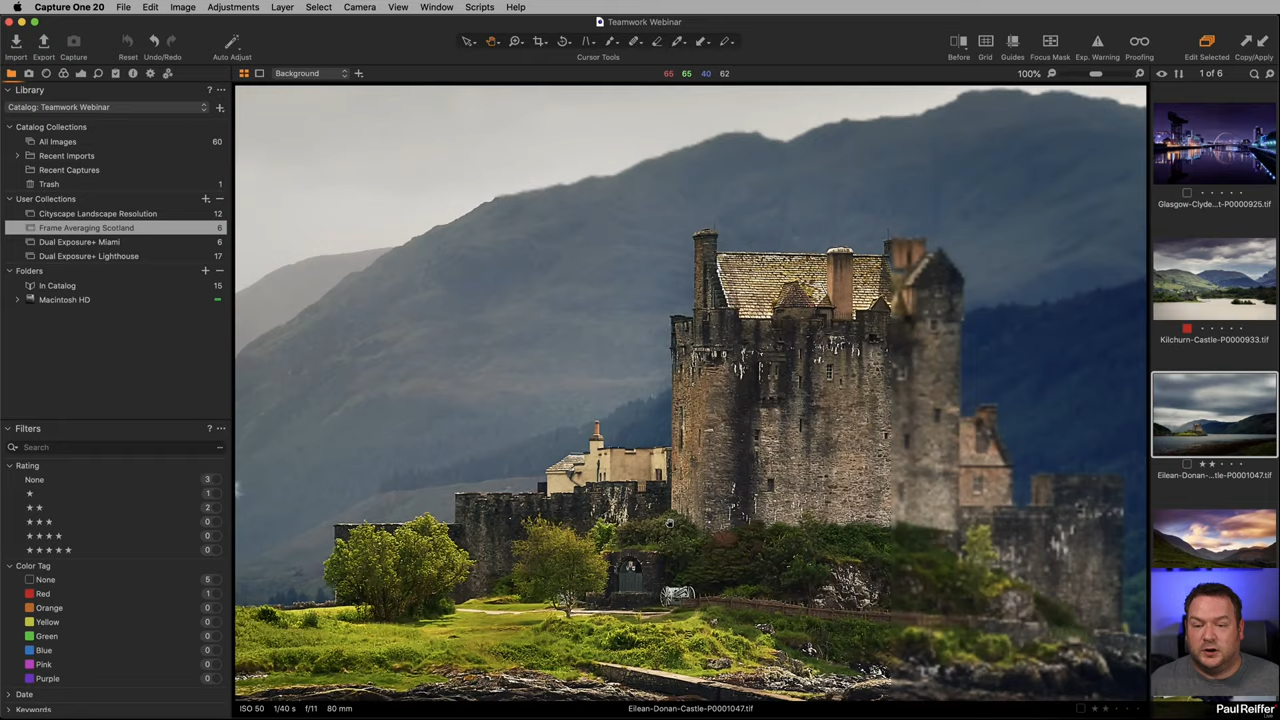 Capture One 20 File Edit Image Adjustments Layer Select Camera View Window Scripts Help
Teamwork Webinar
Import Export Capture Reset Undo/Redo Auto Adjust Cursor Tools Before Grid Guides Focus Mask Exp. Warning Proofing Edit Selected Copy/Apply
Background 65 65 40 62 100% 1 of 6
Library ? ...
Catalog: Teamwork Webinar
Catalog Collections
All Images 60
Recent Imports
Recent Captures
Trash 1
User Collections
Cityscape Landscape Resolution 12
Frame Averaging Scotland 6
Dual Exposure+ Miami 6
Dual Exposure+ Lighthouse 17
Folders
In Catalog 15
Macintosh HD
Filters ? ...
Search
Rating
None 3
★ 1
★ ★ 2
★ ★ ★ 0
★ ★ ★ ★ 0
★ ★ ★ ★ ★ 0
Color Tag
None 5
Red 1
Orange 0
Yellow 0
Green 0
Blue 0
Pink 0
Purple 0
Date
Keywords
Glasgow-Clyde...t-P0000925.tif
Kilchurn-Castle-P0000933.tif
★ ★
Eilean-Donan-...tle-P0001047.tif
ISO 50 1/40 s f/11 80 mm Eilean-Donan-Castle-P0001047.tif
Paul Reiffer
Live